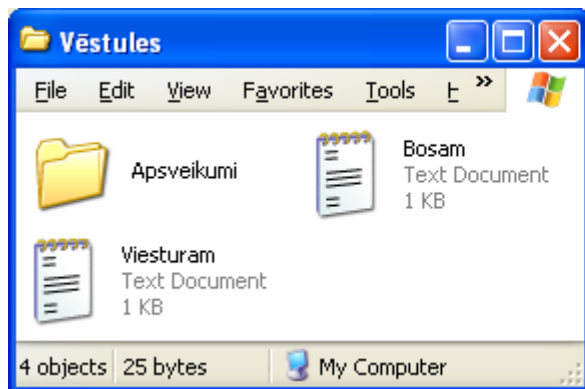 Vēstules
File Edit View Favorites Tools H »
Apsveikumi
Bosam
Text Document
1 KB
Viesturam
Text Document
1 KB
4 objects 25 bytes My Computer